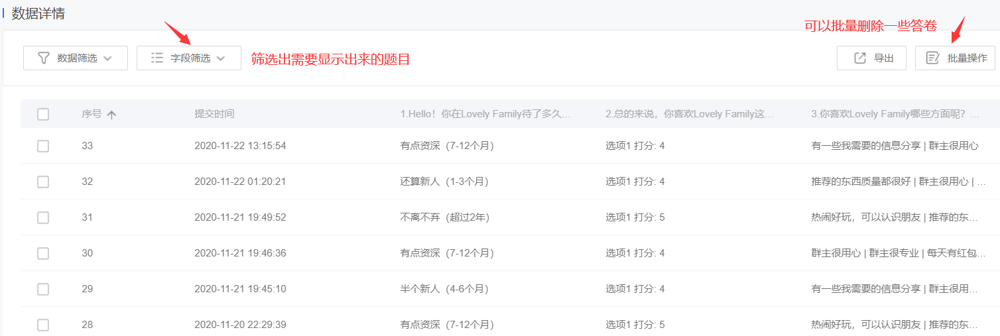 数据详情
可以批量删除一些答卷
数据筛选 字段筛选 筛选出需要显示出来的题目 导出 批量操作
序号 提交时间 1.Hello！你在Lovely Family待了多久... 2.总的来说，你喜欢Lovely Family这... 3.你喜欢Lovely Family哪些方面呢？...
33 2020-11-22 13:15:54 有点资深（7-12个月） 选项1 打分: 4 有一些我需要的信息分享 | 群主很用心
32 2020-11-22 01:20:21 还算新人（1-3个月） 选项1 打分: 4 推荐的东西质量都很好 | 群主很用心 | ...
31 2020-11-21 19:49:52 不离不弃（超过2年） 选项1 打分: 5 热闹好玩，可以认识朋友 | 推荐的东...
30 2020-11-21 19:46:36 有点资深（7-12个月） 选项1 打分: 4 群主很用心 | 群主很专业 | 每天有红包...
29 2020-11-21 19:45:10 半个新人（4-6个月） 选项1 打分: 4 有一些我需要的信息分享 | 群主很用...
28 2020-11-20 22:29:39 有点资深（7-12个月） 选项1 打分: 5 热闹好玩，可以认识朋友 | 推荐的东...